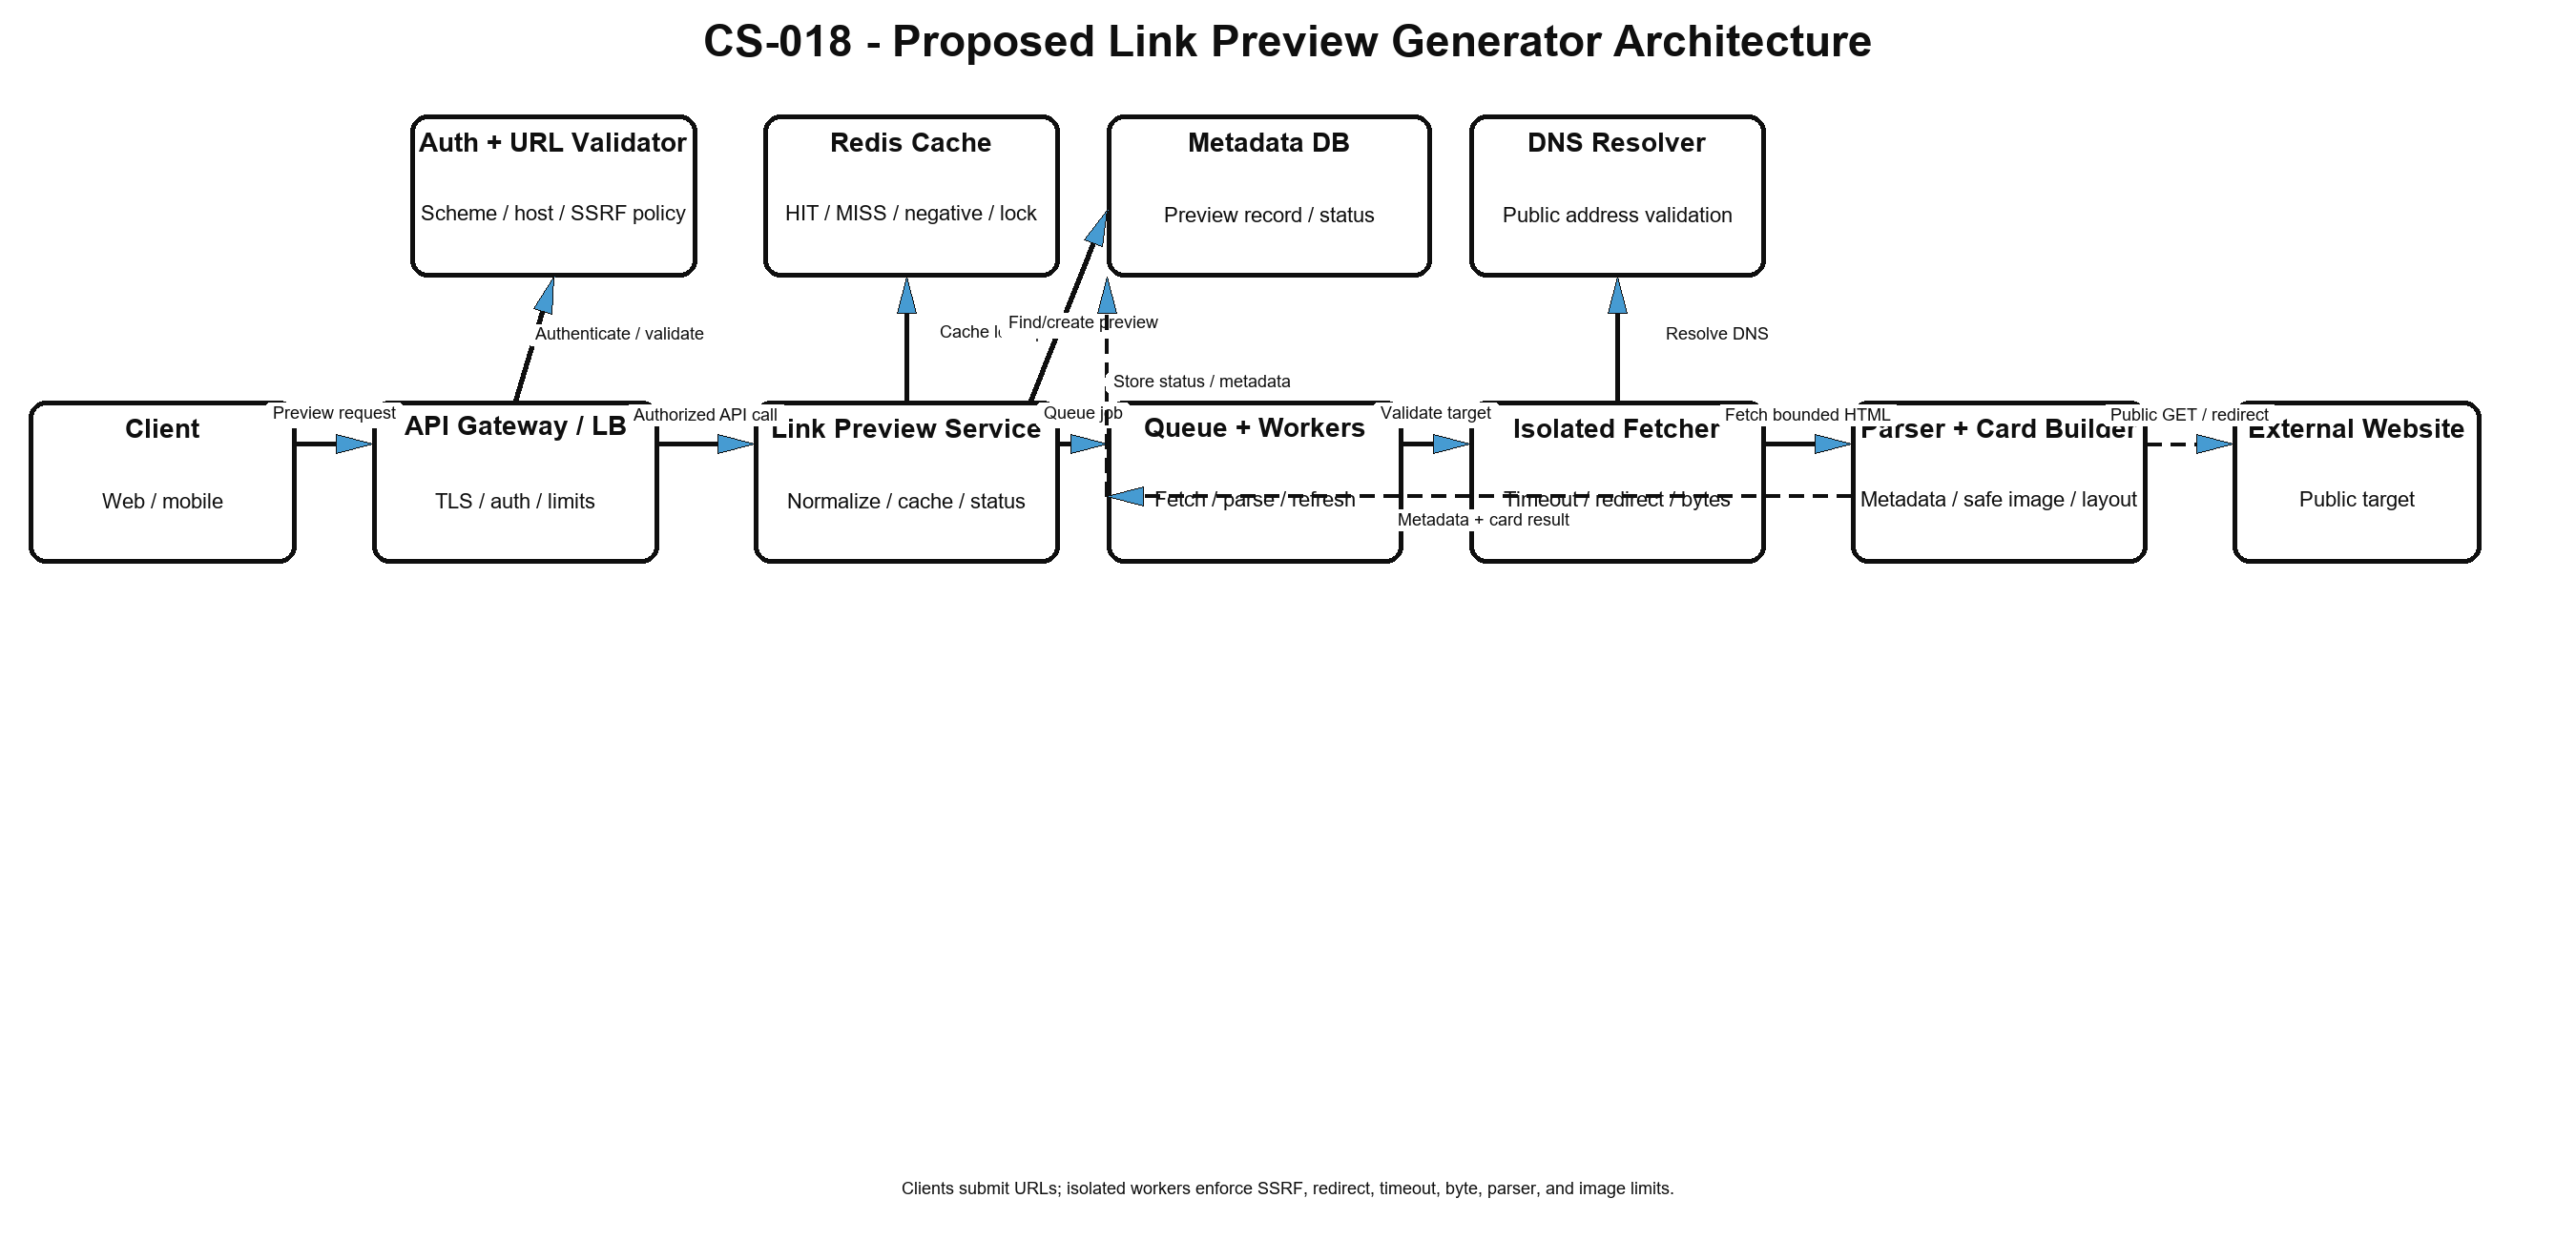 CS-018 - Proposed Link Preview Generator Architecture
Auth + URL Validator
Scheme / host / SSRF policy
Redis Cache
HIT / MISS / negative / lock
Metadata DB
Preview record / status
DNS Resolver
Public address validation
Authenticate / validate
Cache
Find/create preview
Resolve DNS
Store status / metadata
Preview request
Authorized API call
Queue job
Validate target
Fetch bounded HTML
Public GET / redirect
Client
Web / mobile
API Gateway / LB
TLS / auth / limits
Link Preview Service
Normalize / cache / status
Queue + Workers
Fetch / parse / refresh
Isolated Fetcher
Timeout / redirect / bytes
Parser + Card Builder
Metadata / safe image / layout
External Website
Public target
Metadata + card result
Clients submit URLs; isolated workers enforce SSRF, redirect, timeout, byte, parser, and image limits.